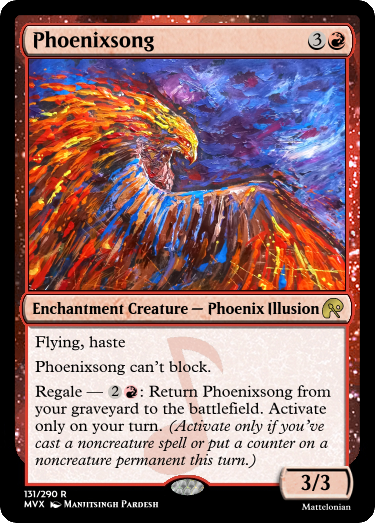 Phoenixsong 3
Enchantment Creature — Phoenix Illusion
Flying, haste
Phoenixsong can't block.
Regale — 2 : Return Phoenixsong from
your graveyard to the battlefield. Activate
only on your turn. (Activate only if you've
cast a noncreature spell or put a counter on
a noncreature permanent this turn.)
3/3
131/290 R
MVX Manjitsingh Pardesh
Mattelonian